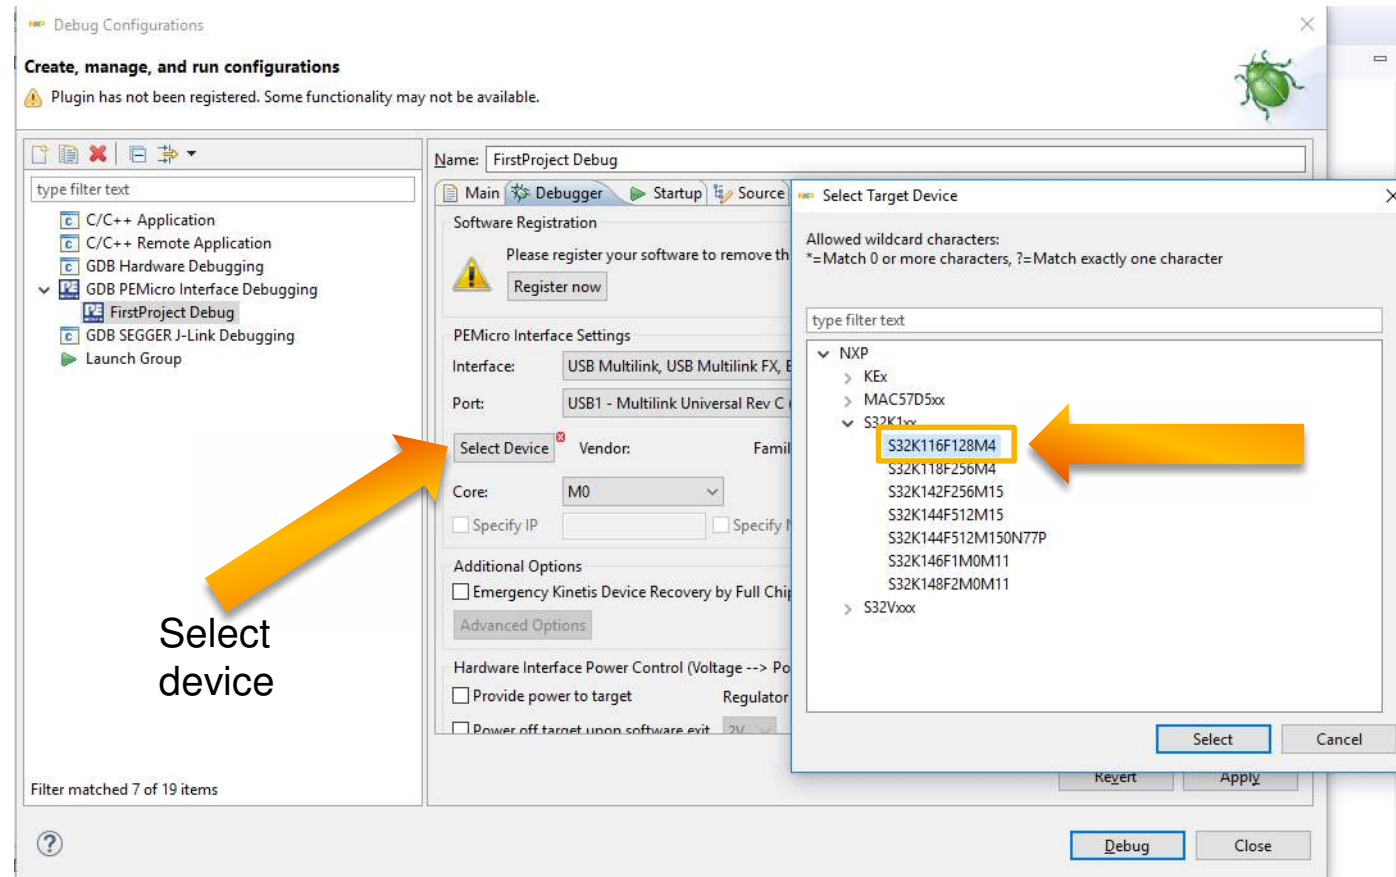 Debug Configurations
Create, manage, and run configurations
Plugin has not been registered. Some functionality may not be available.
type filter text
C/C++ Application
C/C++ Remote Application
GDB Hardware Debugging
GDB PEMicro Interface Debugging
FirstProject Debug
GDB SEGGER J-Link Debugging
Launch Group
Filter matched 7 of 19 items
Select
device
Name: FirstProject Debug
Main Debugger Startup Source
Software Registration
Please register your software to remove th
Register now
PEMicro Interface Settings
Interface: USB Multilink, USB Multilink FX, E
Port: USB1 - Multilink Universal Rev C (
Select Device Vendor: Famil
Core: M0
Specify IP Specify
Additional Options
Emergency Kinetis Device Recovery by Full Chip
Advanced Options
Hardware Interface Power Control (Voltage --> Po
Provide power to target Regulator
Power off target upon software exit 2V
Select Target Device
Allowed wildcard characters:
*=Match 0 or more characters, ?=Match exactly one character
type filter text
NXP
KEx
MAC57D5xx
S32K1xx
S32K116F128M4
S32K118F256M4
S32K142F256M15
S32K144F512M15
S32K144F512M150N77P
S32K146F1M0M11
S32K148F2M0M11
S32Vxxx
Select Cancel
Revert Apply
Debug Close